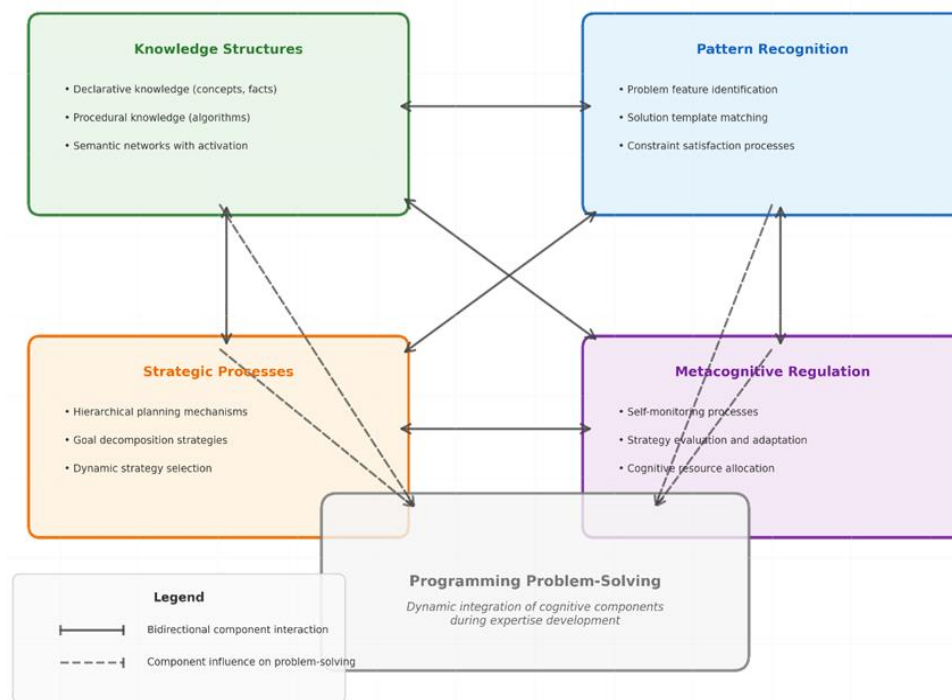 Knowledge Structures
• Declarative knowledge (concepts, facts)
• Procedural knowledge (algorithms)
• Semantic networks with activation
Pattern Recognition
• Problem feature identification
• Solution template matching
• Constraint satisfaction processes
Strategic Processes
• Hierarchical planning mechanisms
• Goal decomposition strategies
• Dynamic strategy selection
Metacognitive Regulation
• Self-monitoring processes
• Strategy evaluation and adaptation
• Cognitive resource allocation
Programming Problem-Solving
Dynamic integration of cognitive components
during expertise development
Legend
Bidirectional component interaction
Component influence on problem-solving